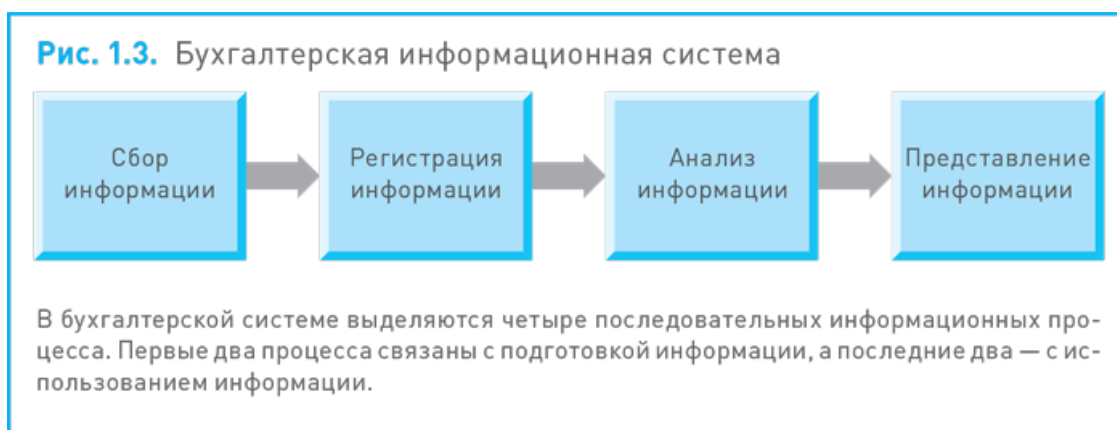 Рис. 1.3. Бухгалтерская информационная система
Сбор
информации
Регистрация
информации
Анализ
информации
Представление
информации
В бухгалтерской системе выделяются четыре последовательных информационных про-
цесса. Первые два процесса связаны с подготовкой информации, а последние два — с ис-
пользованием информации.